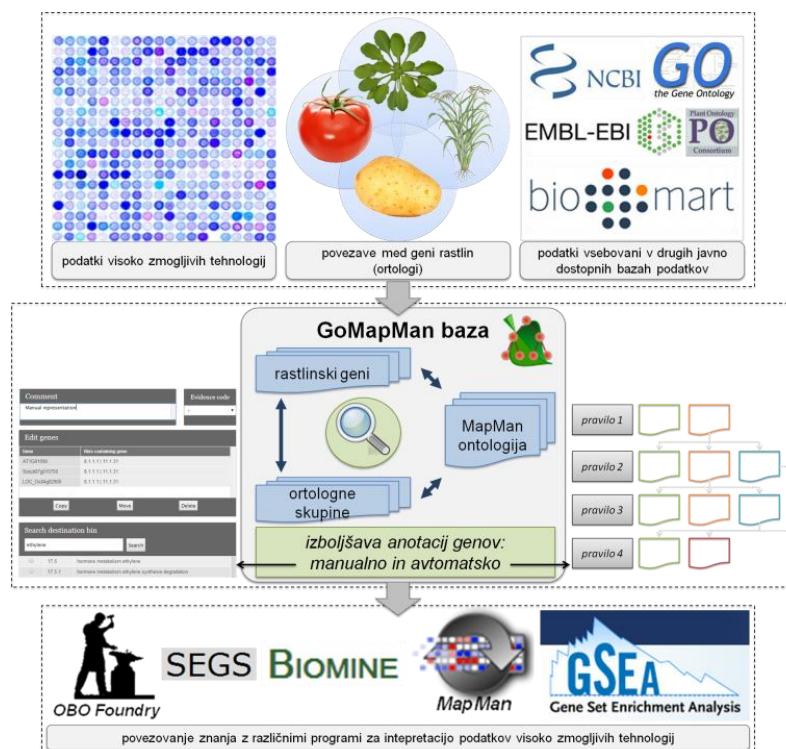 NCBI
GO
the Gene Ontology
EMBL-EBI
Plant Ontology
PO
Consortium
bio mart
podatki visoko zmogljivih tehnologij
povezave med geni rastlin
(ortologi)
podatki vsebovani v drugih javno
dostopnih bazah podatkov
GoMapMan baza
rastlinski geni
MapMan
ontologija
ortologne
skupine
izboljšava anotacij genov:
manualno in avtomatsko
Comment
Evidence code
Manual representation
-
Edit genes
Gene
Bins containing gene
Copy
Move
Delete
Search destination bin
ethylene
Search
17.5
hormone metabolism.ethylene
17.5.1
hormone metabolism.ethylene.synthesis-degradation
pravilo 1
pravilo 2
pravilo 3
pravilo 4
OBO Foundry
SEGS
BIOMINE
MapMan
GSEA
Gene Set Enrichment Analysis
povezovanje znanja z različnimi programi za intepretacijo podatkov visoko zmogljivih tehnologij